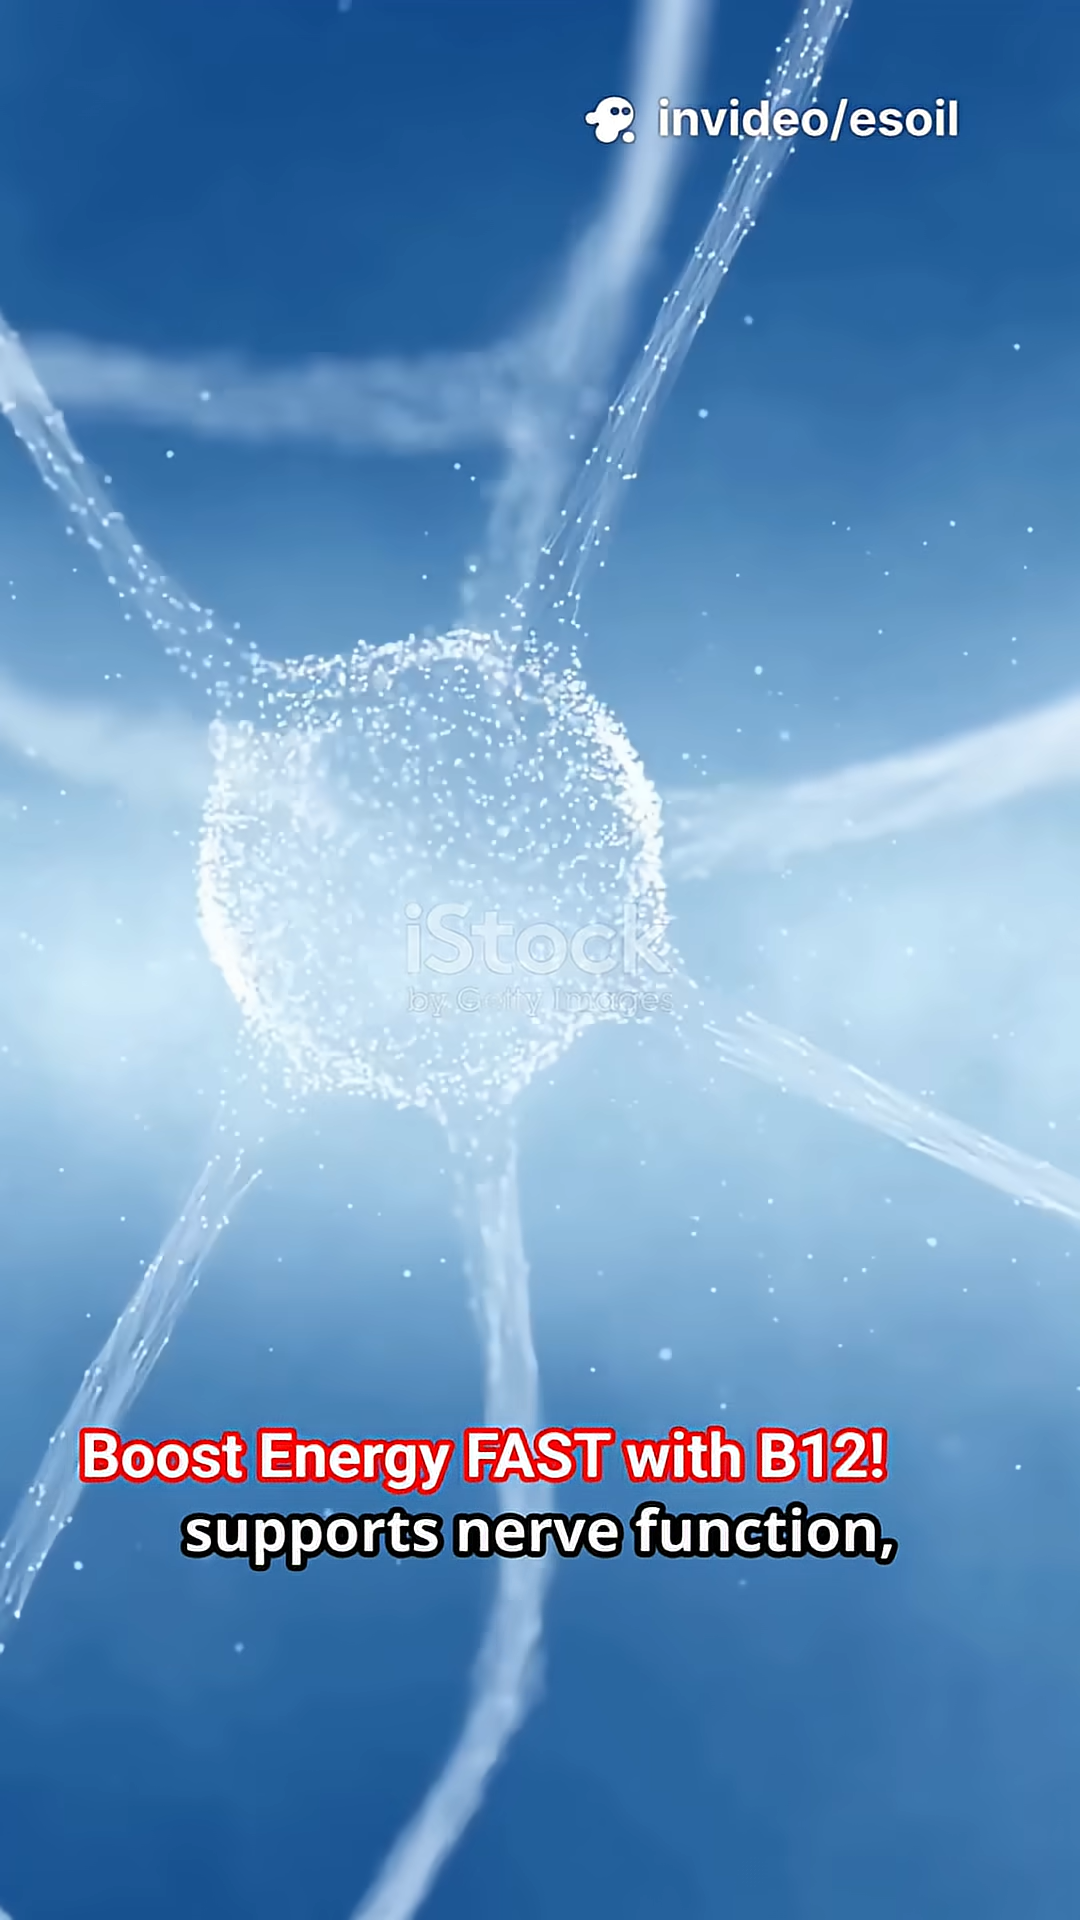 invideo/esoil
iStock
by Getty Images
Boost Energy FAST with B12!
supports nerve function,